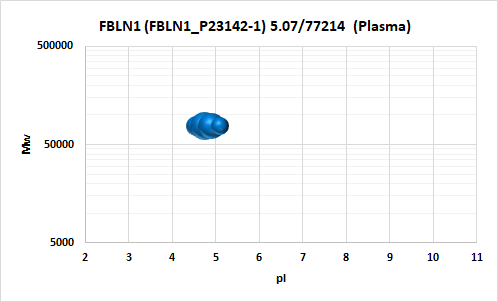 FBLN1 (FBLN1_P23142-1) 5.07/77214 (Plasma)
500000
50000
5000
Mw
2 3 4 5 6 7 8 9 10 11
pI